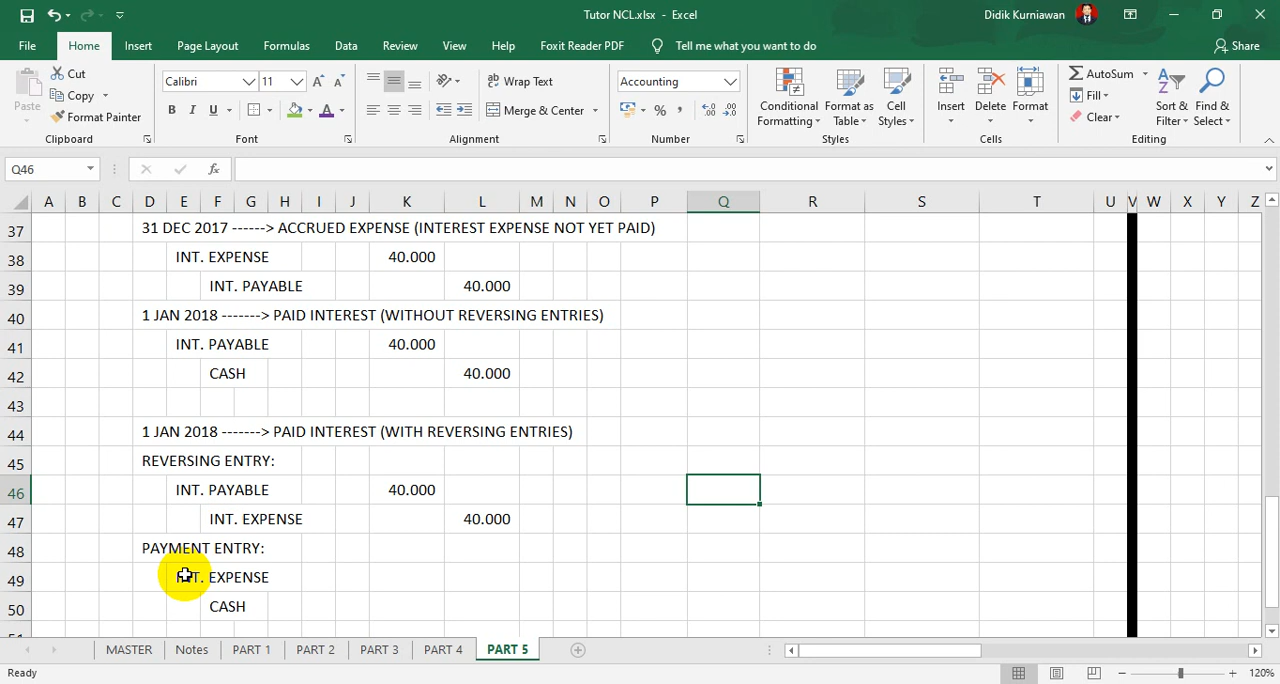 Tutor NCL.xlsx - Excel
Didik Kurniawan
File Home Insert Page Layout Formulas Data Review View Help Foxit Reader PDF Tell me what you want to do Share
Paste
Cut
Copy
Format Painter
Clipboard
Calibri 11
B I U
Font
Wrap Text
Merge & Center
Alignment
Accounting
%
Number
Conditional Formatting
Format as Table
Cell Styles
Styles
Insert Delete Format
Cells
AutoSum
Fill
Clear
Sort & Filter
Find & Select
Editing
Q46
fx
A B C D E F G H I J K L M N O P Q R S T U V W X Y Z
37 31 DEC 2017 ------> ACCRUED EXPENSE (INTEREST EXPENSE NOT YET PAID)
38 INT. EXPENSE 40.000
39 INT. PAYABLE 40.000
40 1 JAN 2018 -------> PAID INTEREST (WITHOUT REVERSING ENTRIES)
41 INT. PAYABLE 40.000
42 CASH 40.000
43
44 1 JAN 2018 -------> PAID INTEREST (WITH REVERSING ENTRIES)
45 REVERSING ENTRY:
46 INT. PAYABLE 40.000
47 INT. EXPENSE 40.000
48 PAYMENT ENTRY:
49 INT. EXPENSE
50 CASH
51
MASTER Notes PART 1 PART 2 PART 3 PART 4 PART 5
Ready
120%